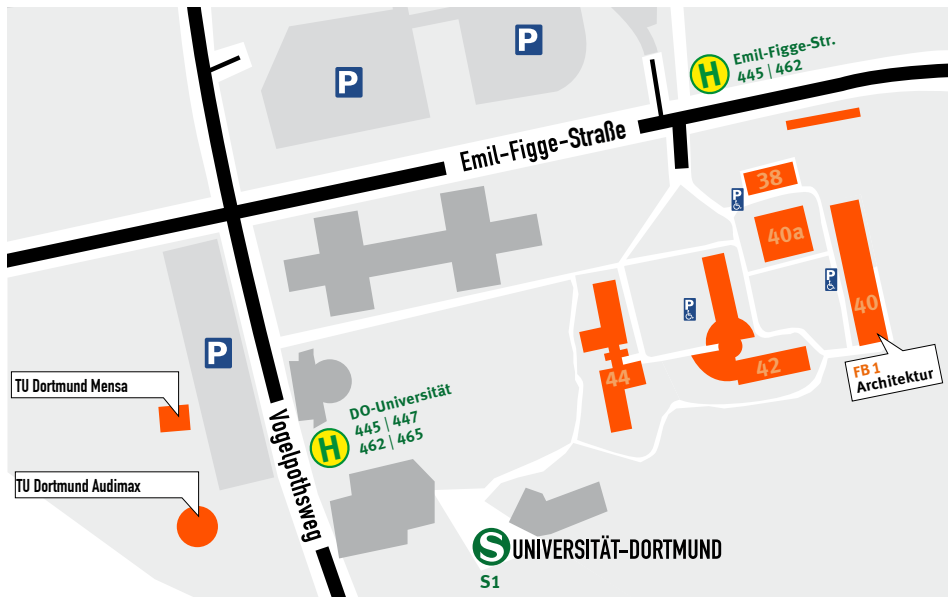 P
P
H
Emil-Figge-Str.
445 | 462
Emil-Figge-Straße
38
P
40a
P
40
P
P
44
42
FB 1
Architektur
TU Dortmund Mensa
DO-Universität
445 | 447
462 | 465
H
Vogelpothsweg
TU Dortmund Audimax
S
UNIVERSITÄT-DORTMUND
S1